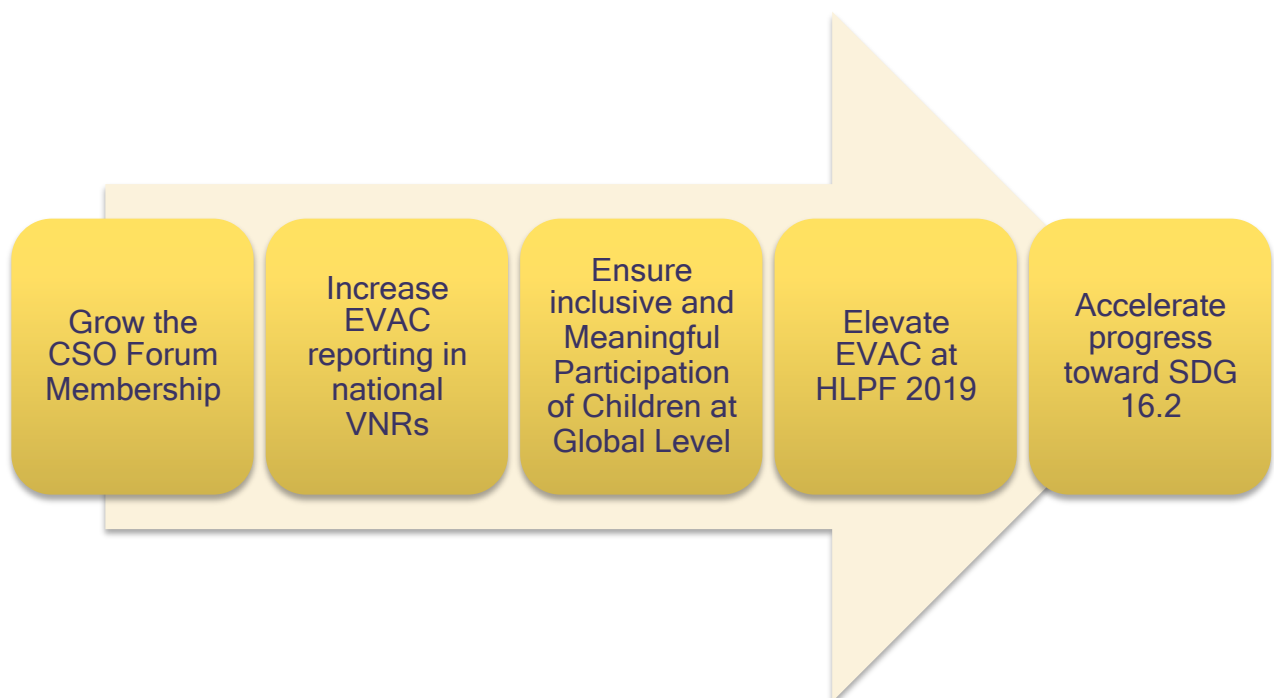 Grow the
CSO Forum
Membership
Increase
EVAC
reporting in
national
VNRs
Ensure
inclusive and
Meaningful
Participation
of Children at
Global Level
Elevate
EVAC at
HLPF 2019
Accelerate
progress
toward SDG
16.2